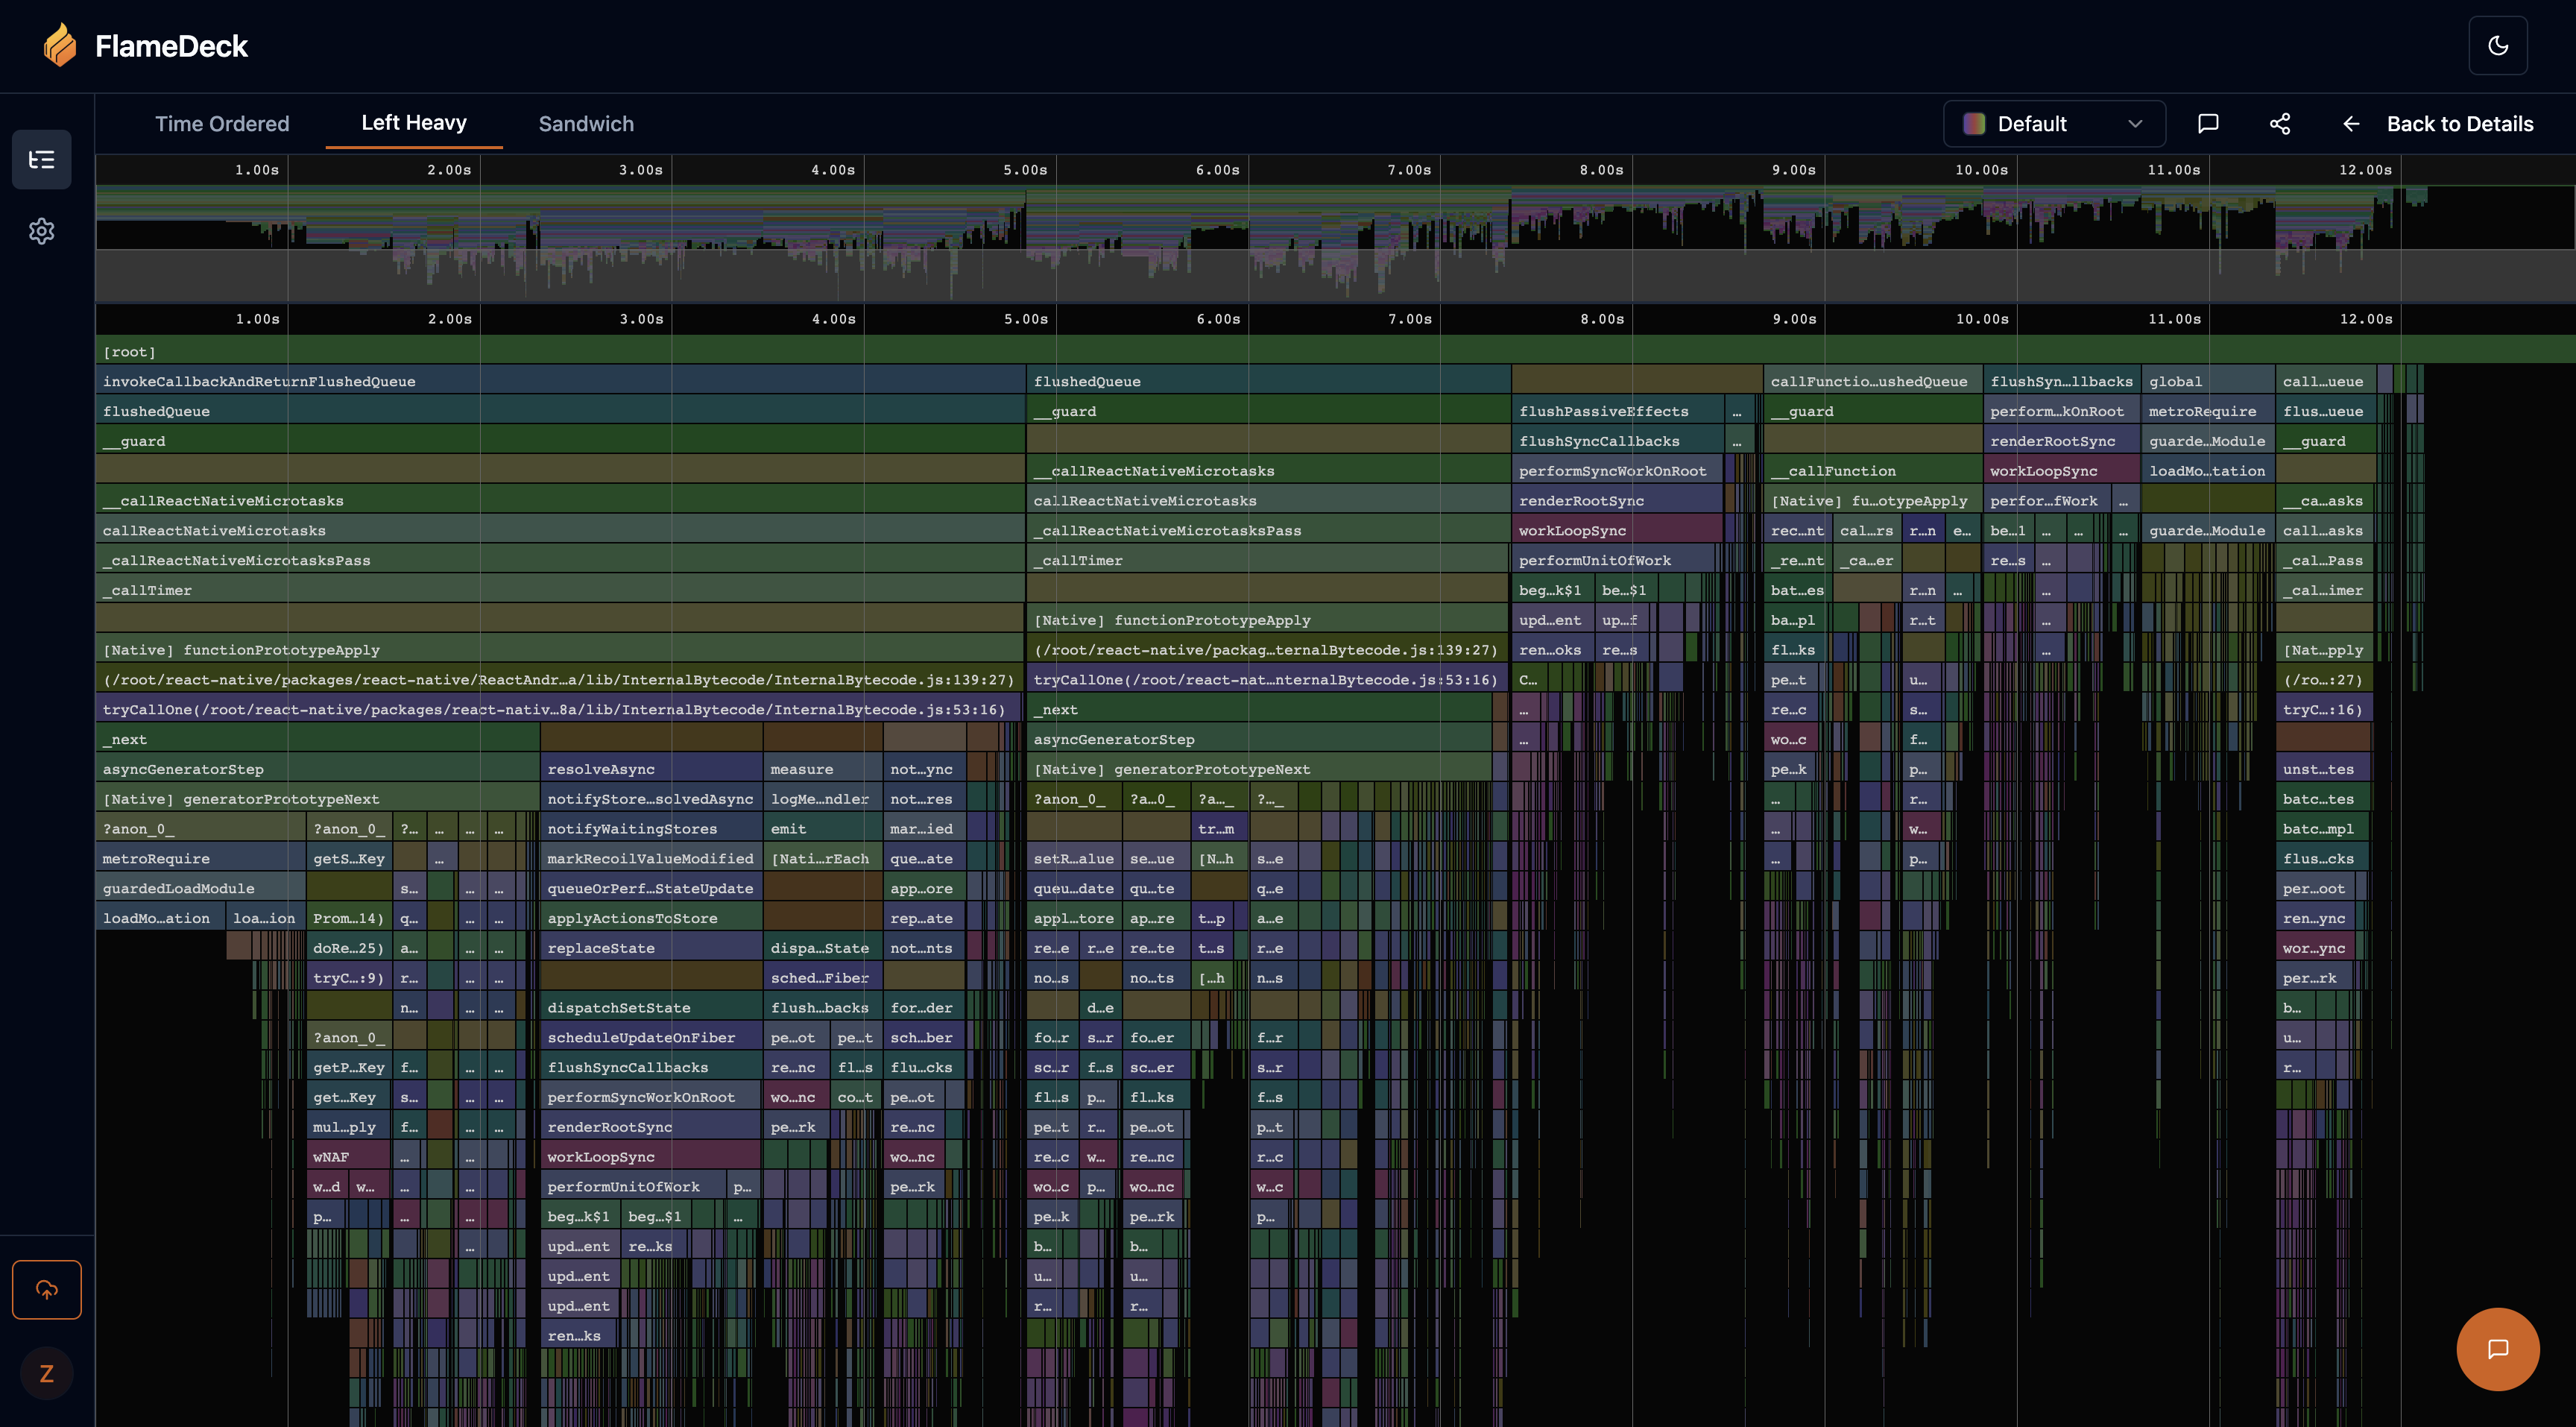 FlameDeck
Time Ordered Left Heavy Sandwich Default Back to Details
1.00s 2.00s 3.00s 4.00s 5.00s 6.00s 7.00s 8.00s 9.00s 10.00s 11.00s 12.00s
1.00s 2.00s 3.00s 4.00s 5.00s 6.00s 7.00s 8.00s 9.00s 10.00s 11.00s 12.00s
[root]
invokeCallbackAndReturnFlushedQueue flushedQueue callFunctio…ushedQueue flushSyn…llbacks global call…ueue
flushedQueue __guard flushPassiveEffects … __guard perform…kOnRoot metroRequire flus…ueue
__guard flushSyncCallbacks … renderRootSync guarde…Module __guard
__callReactNativeMicrotasks performSyncWorkOnRoot __callFunction workLoopSync loadMo…tation
__callReactNativeMicrotasks callReactNativeMicrotasks renderRootSync [Native] fu…otypeApply perfor…fWork … __ca…asks
callReactNativeMicrotasks _callReactNativeMicrotasksPass workLoopSync rec…nt cal…rs r…n e… be…l … … … guarde…Module call…asks
_callReactNativeMicrotasksPass _callTimer performUnitOfWork _re…nt _ca…er re…s … _cal…Pass
_callTimer beg…k$1 be…$1 bat…es r…n … … _cal…imer
[Native] functionPrototypeApply upd…ent up…f ba…pl r…t …
[Native] functionPrototypeApply (/root/react-native/packag…ternalBytecode.js:139:27) ren…oks re…s fl…ks … [Nat…pply
(/root/react-native/packages/react-native/ReactAndr…a/lib/InternalBytecode/InternalBytecode.js:139:27) tryCallOne(/root/react-nat…nternalBytecode.js:53:16) C… pe…t u… (/ro…:27)
tryCallOne(/root/react-native/packages/react-nativ…8a/lib/InternalBytecode/InternalBytecode.js:53:16) _next … re…c s… tryC…:16)
_next asyncGeneratorStep … wo…c f…
asyncGeneratorStep resolveAsync measure not…ync [Native] generatorPrototypeNext pe…k p… unst…tes
[Native] generatorPrototypeNext notifyStore…solvedAsync logMe…ndler not…res ?anon_0_ ?a…0_ ?a…_ ?…_ … r… batc…tes
?anon_0_ ?anon_0_ ?… … … … notifyWaitingStores emit mar…ied tr…m … w… batc…mpl
metroRequire getS…Key … markRecoilValueModified [Nati…rEach que…ate setR…alue se…ue [N…h s…e … p… flus…cks
guardedLoadModule s… … … queueOrPerf…StateUpdate app…ore queu…date qu…te q…e per…oot
loadMo…ation loa…ion Prom…14) q… … … applyActionsToStore rep…ate appl…tore ap…re t…p a…e ren…ync
doRe…25) a… … … replaceState dispa…State not…nts re…e r…e re…te t…s r…e wor…ync
tryC…:9) r… … … sched…Fiber no…s no…ts […h n…s per…rk
n… … … dispatchSetState flush…backs for…der d…e b…
?anon_0_ scheduleUpdateOnFiber pe…ot pe…t sch…ber fo…r s…r fo…er f…r u…
getP…Key f… … … flushSyncCallbacks re…nc fl…s flu…cks sc…r f…s sc…er s…r r…
get…Key s… … … performSyncWorkOnRoot wo…nc co…t pe…ot fl…s p… fl…ks f…s
mul…ply f… … … renderRootSync pe…rk re…nc pe…t r… pe…ot p…t
wNAF … … workLoopSync wo…nc re…c w… re…nc r…c
w…d w… … … performUnitOfWork p… pe…rk wo…c p… wo…nc w…c
p… … … beg…k$1 beg…$1 … pe…k pe…rk p…
… upd…ent re…ks b… b…
upd…ent u… u…
upd…ent r… r…
ren…ks
Z